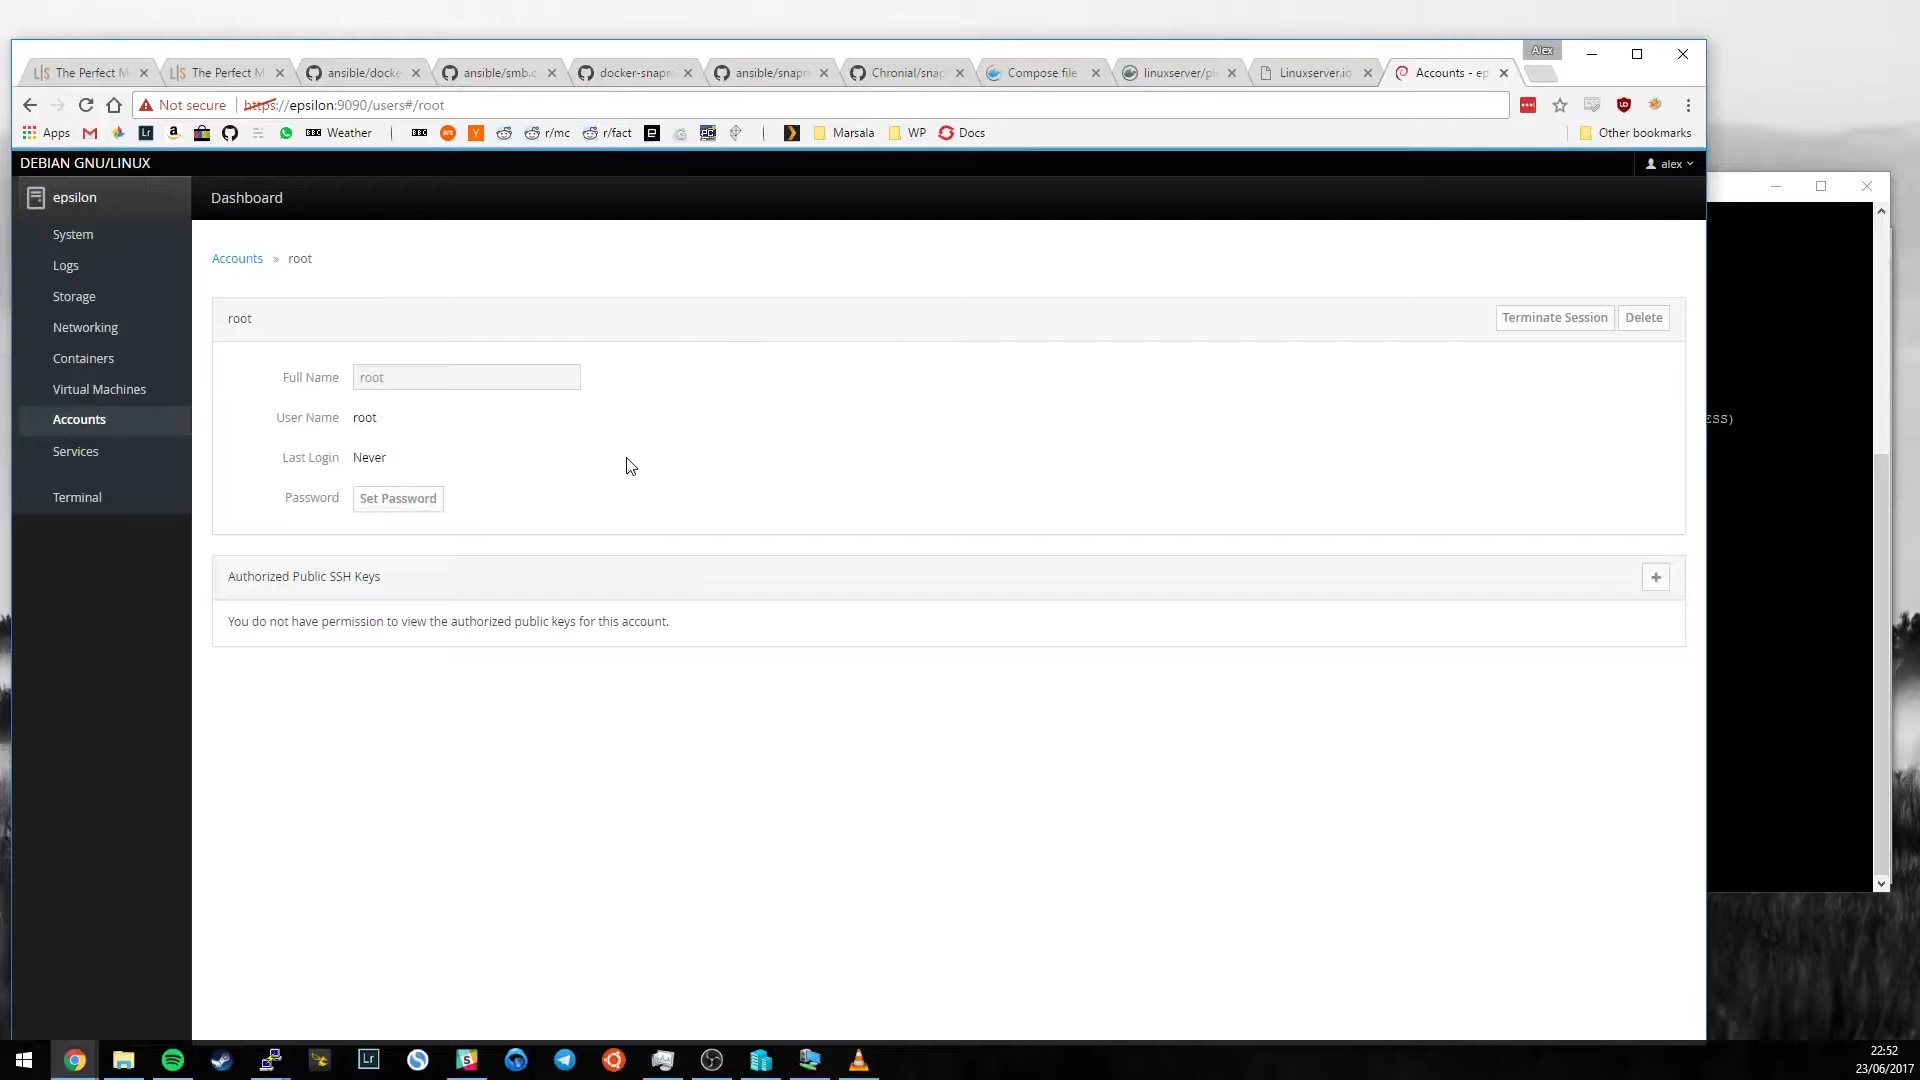 Alex
The Perfect M
The Perfect M
ansible/docke
ansible/smb.c
docker-snapra
ansible/snapra
Chronial/snap
Compose file
linuxserver/pl
Linuxserver.io
Accounts - ep
Not secure
https://epsilon:9090/users#/root
Apps
BBC Weather
BBC
r/mc
r/fact
Marsala
WP
Docs
Other bookmarks
DEBIAN GNU/LINUX
alex
epsilon
Dashboard
System
Logs
Storage
Networking
Containers
Virtual Machines
Accounts
Services
Terminal
Accounts » root
root
Terminate Session
Delete
Full Name root
User Name root
Last Login Never
Password Set Password
Authorized Public SSH Keys
You do not have permission to view the authorized public keys for this account.
ESS)
Lr
22:52
23/06/2017